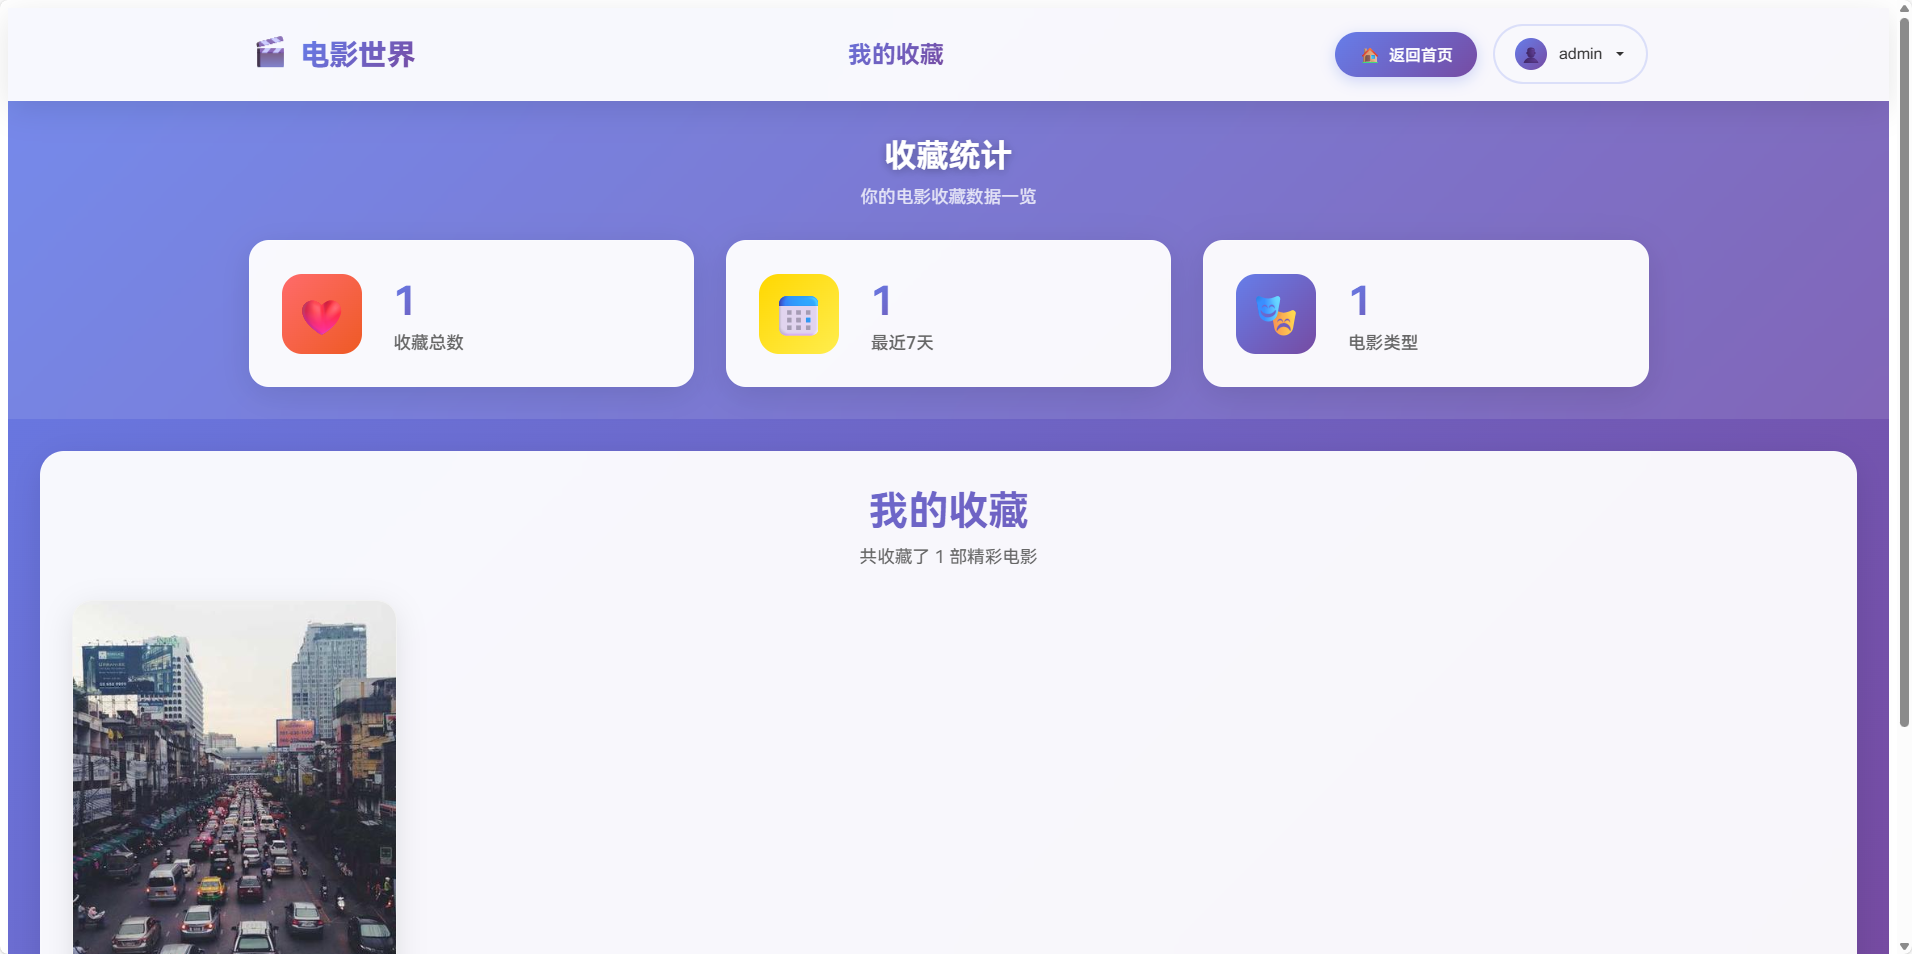 电影世界
我的收藏
返回首页
admin
收藏统计
你的电影收藏数据一览
1
收藏总数
1
最近7天
1
电影类型
我的收藏
共收藏了 1 部精彩电影